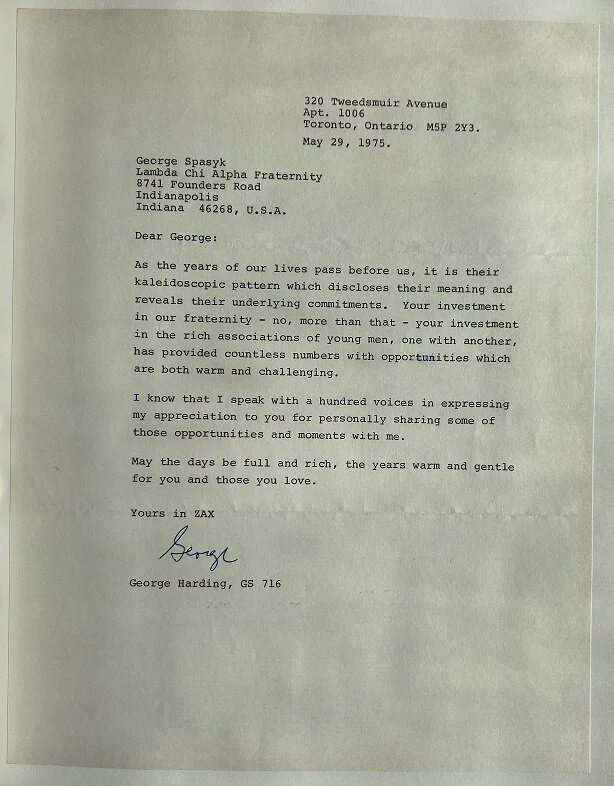 320 Tweedsmuir Avenue
Apt. 1006
Toronto, Ontario  M5P 2Y3.
May 29, 1975.
George Spasyk
Lambda Chi Alpha Fraternity
8741 Founders Road
Indianapolis
Indiana  46268, U.S.A.
Dear George:
As the years of our lives pass before us, it is their
kaleidoscopic pattern which discloses their meaning and
reveals their underlying commitments.  Your investment
in our fraternity - no, more than that - your investment
in the rich associations of young men, one with another,
has provided countless numbers with opportunities which
are both warm and challenging.
I know that I speak with a hundred voices in expressing
my appreciation to you for personally sharing some of
those opportunities and moments with me.
May the days be full and rich, the years warm and gentle
for you and those you love.
Yours in ZAX
George
George Harding, GS 716